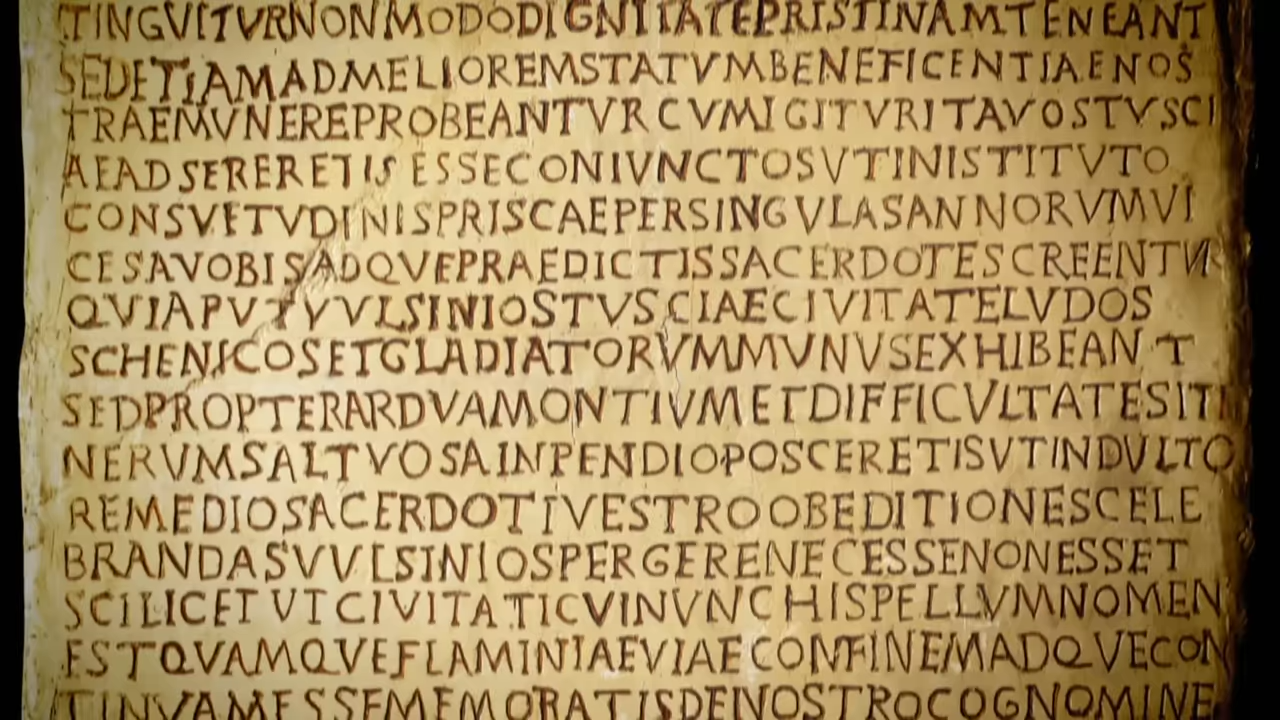 TINGVITVRNONMODODIGNITATEPRISTINAMTENEANT
SEDETIAMADMELIOREMSTATVMBENEFICENTIAENOS
TRAEMVNEREPROBEANTVRCVMIGITVRITAVOSTVSCI
AEADSERERETISESSECONIVNCTOSVTINISTITVTO
CONSVETVDINISPRISCAEPERSINGVLASANNORVMVI
CESAVOBISADQVEPRAEDICTISSACERDOTESCREENTVR
QVIAPVTVVLSINIOSTVSCIAECIVITATELVDOS
SCHENICOSETGLADIATORVMMVNVSEXHIBEANT
SEDPROPTERARDVAMONTIVMETDIFFICVLTATESITI
NERVMSALTVOSAINPENDIOPOSCERETISVTINDVLTO
REMEDIOSACERDOTIVESTROOBEDITIONESCELE
BRANDASVVLSINIOSPERGERENECESSENONESSET
SCILICETVTCIVITATICVINVNCHISPELLVMNOMEN
ESTQVAMQVEFLAMINIAEVIAECONFINEMADQVECON
TINVAMESSEMEMORATISDENOSTROCOGNOMINE